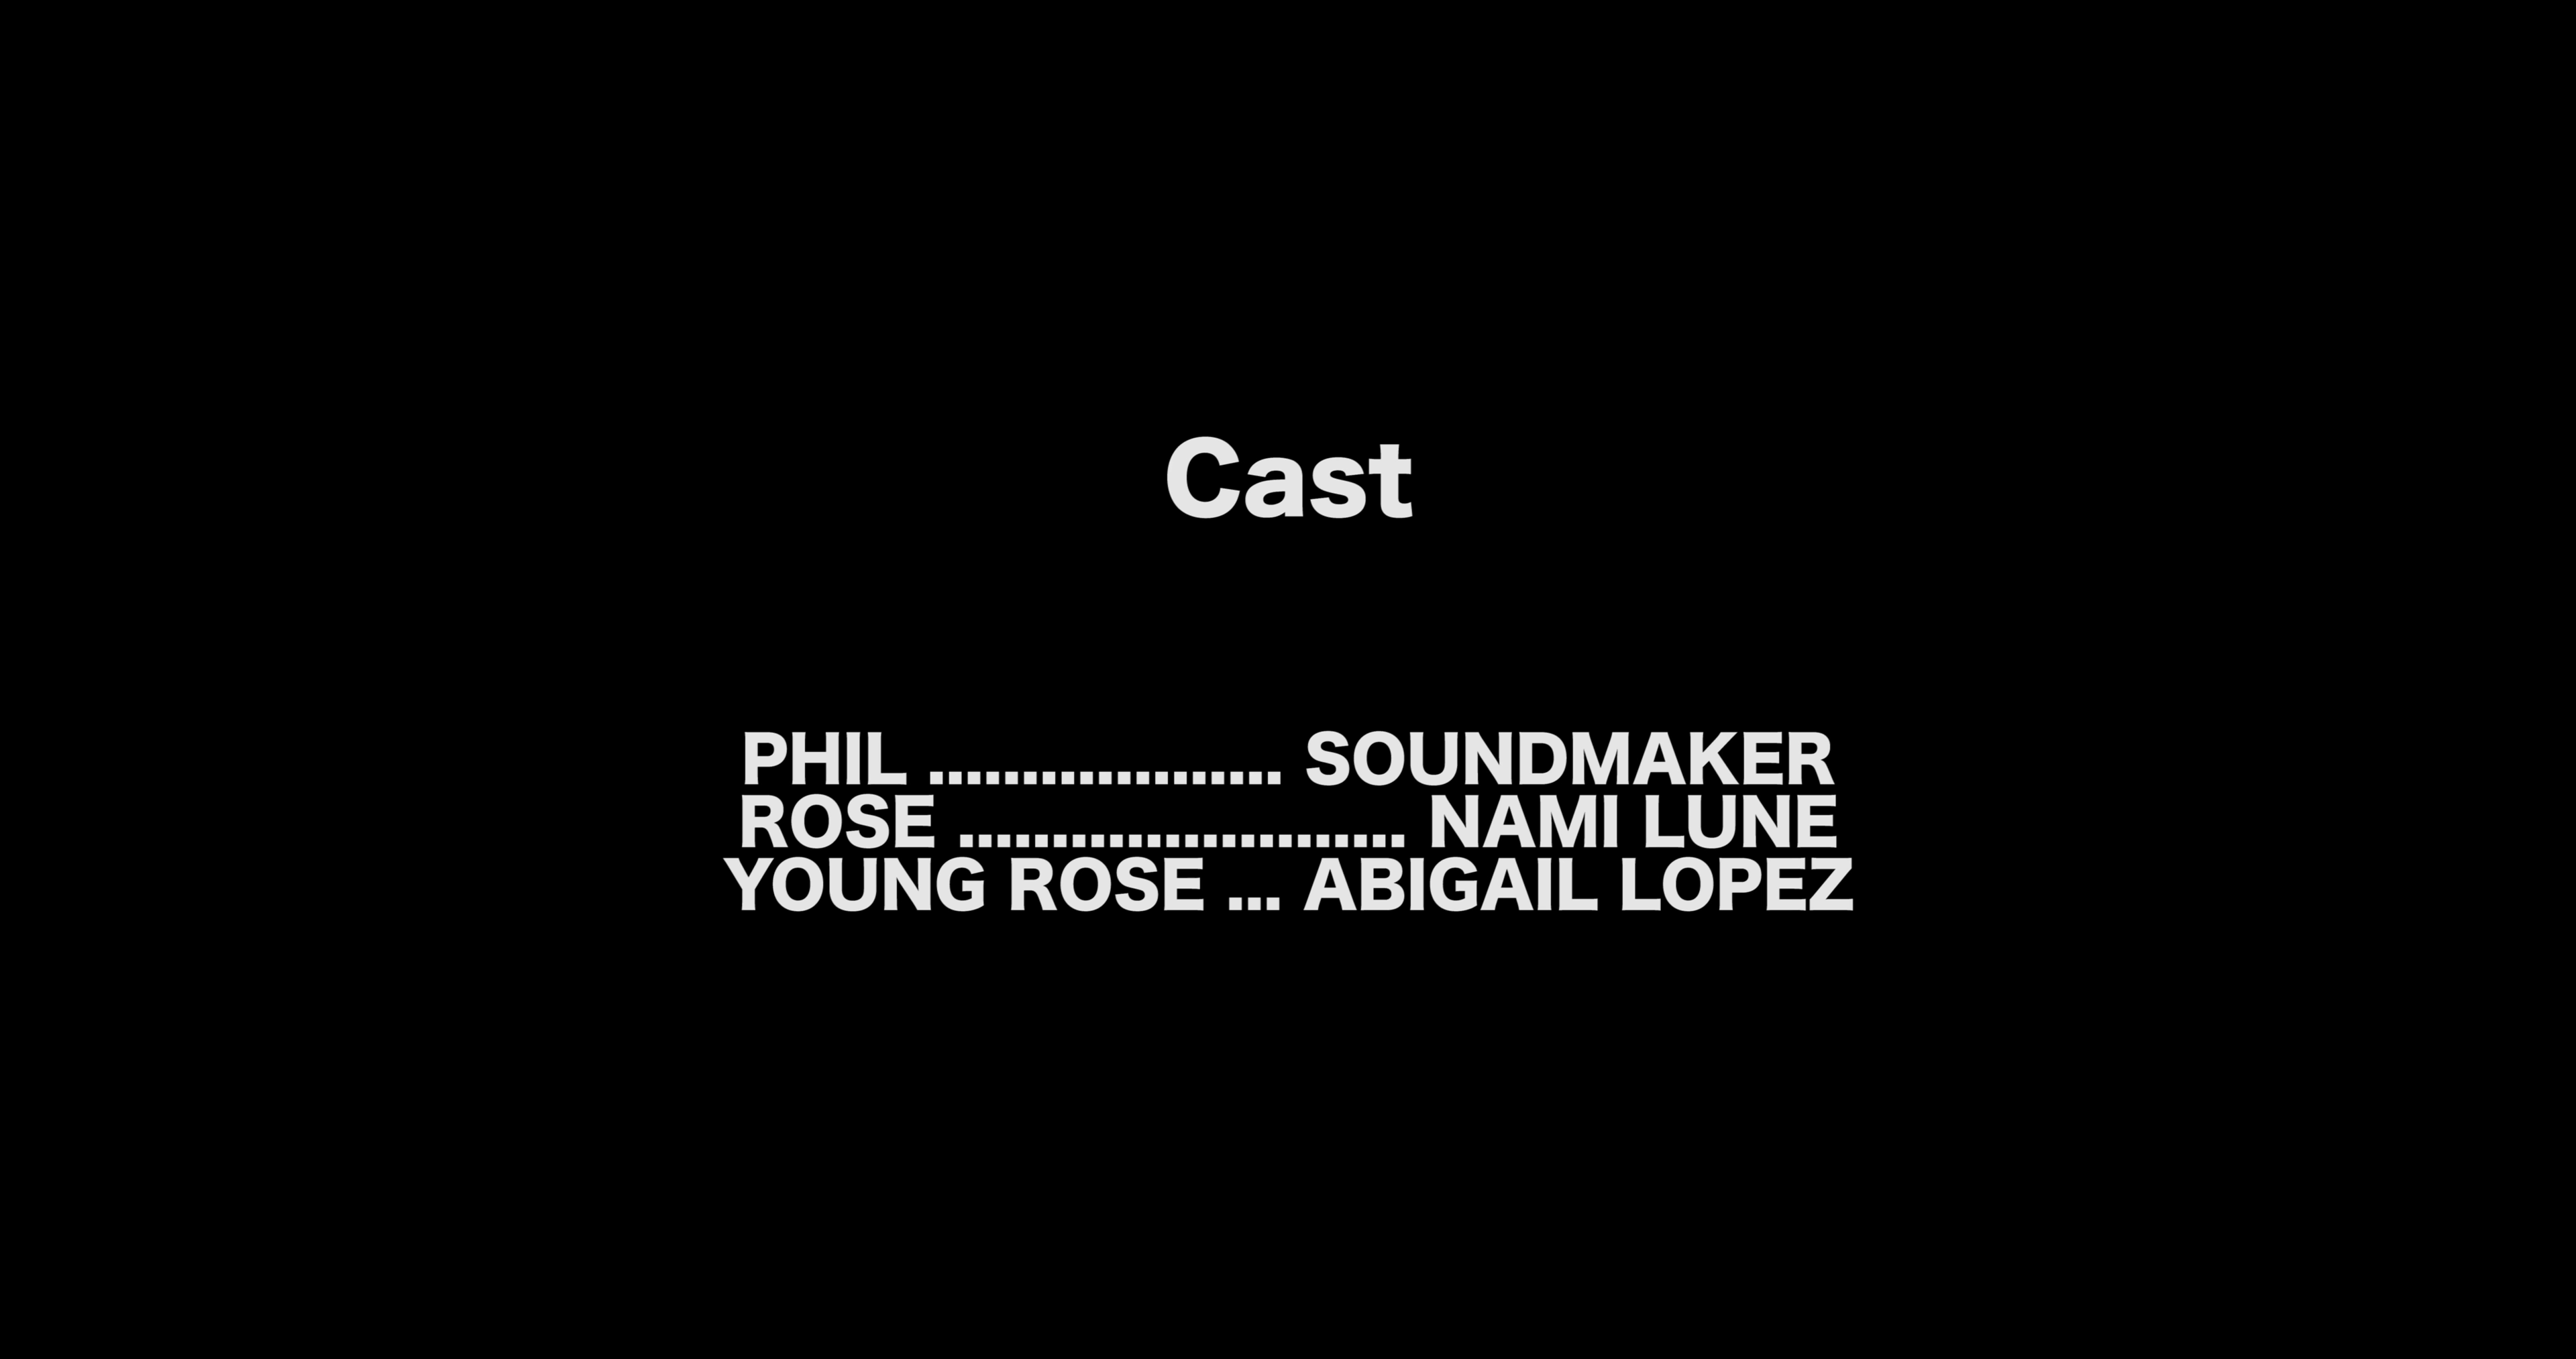 Cast
PHIL ................... SOUNDMAKER
ROSE ........................ NAMI LUNE
YOUNG ROSE ... ABIGAIL LOPEZ